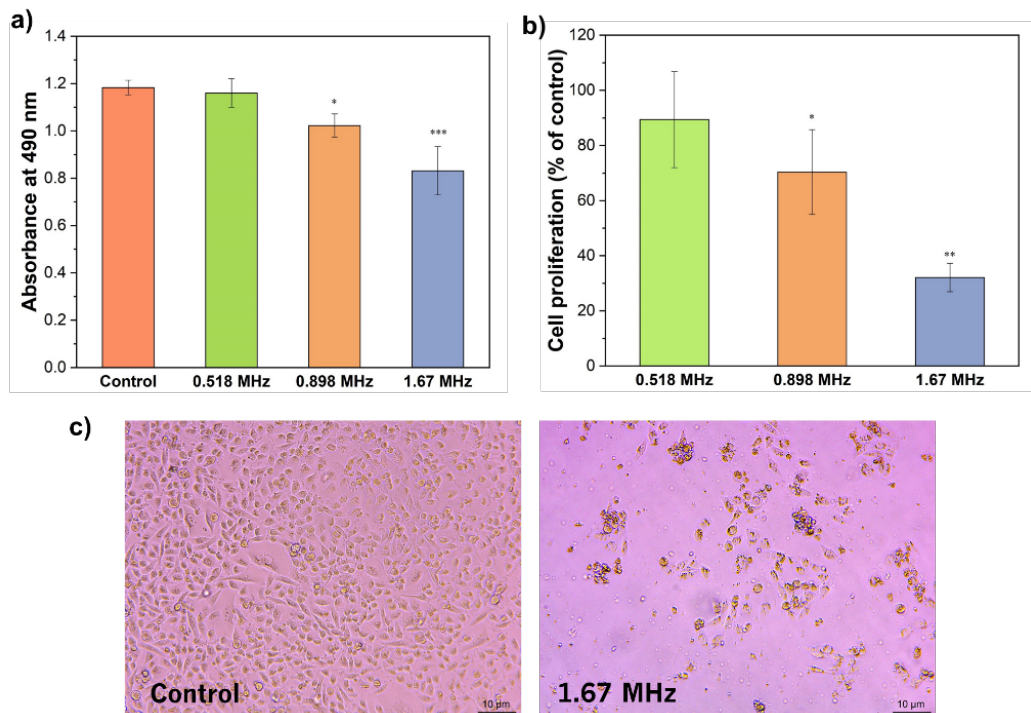 a)
Absorbance at 490 nm
1.4
1.2
1.0
0.8
0.6
0.4
0.2
0.0
*
***
Control
0.518 MHz
0.898 MHz
1.67 MHz
b)
Cell proliferation (% of control)
120
100
80
60
40
20
0
*
**
0.518 MHz
0.898 MHz
1.67 MHz
c)
Control
10 µm
1.67 MHz
10 µm